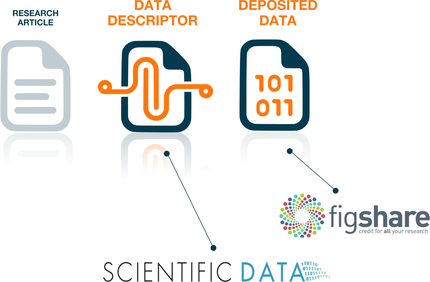 RESEARCH
ARTICLE
DATA
DESCRIPTOR
DEPOSITED
DATA
101
011
figshare
credit for all your research
SCIENTIFIC DATA